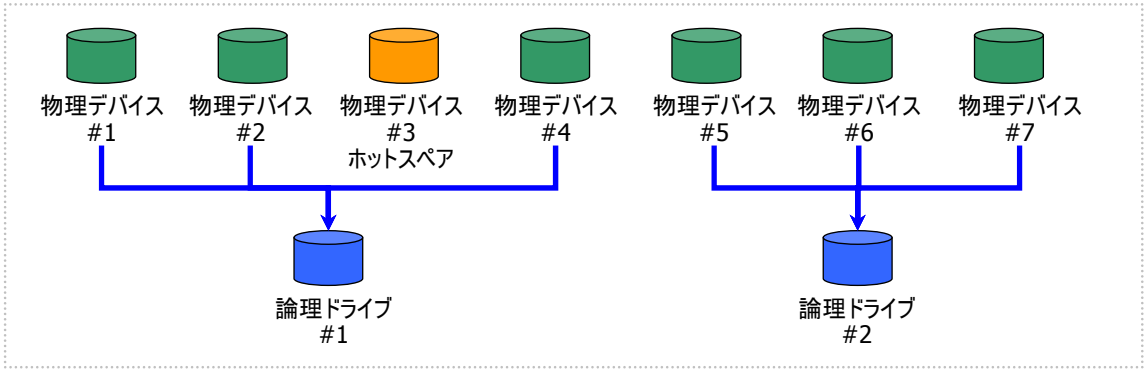 物理デバイス
#1
物理デバイス
#2
物理デバイス
#3
ホットスペア
物理デバイス
#4
物理デバイス
#5
物理デバイス
#6
物理デバイス
#7
論理ドライブ
#1
論理ドライブ
#2